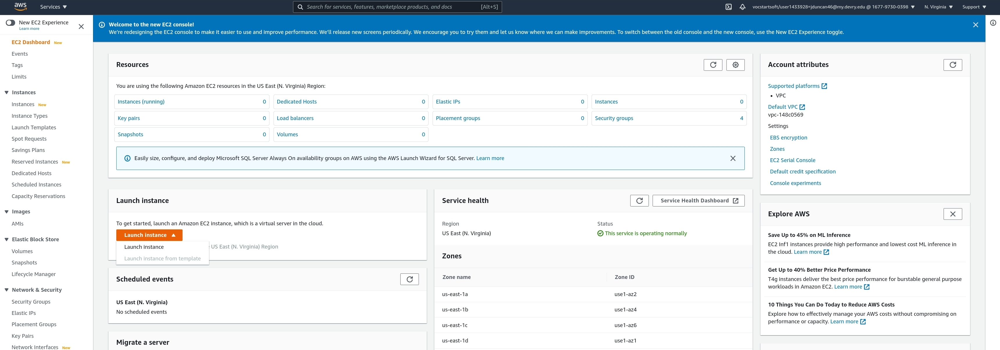 aws
Services
Search for services, features, marketplace products, and docs
[Alt+S]
vocstartsoft/user1433928=jduncan46@my.devry.edu @ 1677-9730-0398
N. Virginia
Support
New EC2 Experience
Learn more
EC2 Dashboard New
Events
Tags
Limits
Instances
Instances New
Instance Types
Launch Templates
Spot Requests
Savings Plans
Reserved Instances New
Dedicated Hosts
Scheduled Instances
Capacity Reservations
Images
AMIs
Elastic Block Store
Volumes
Snapshots
Lifecycle Manager
Network & Security
Security Groups
Elastic IPs
Placement Groups
Key Pairs
Network Interfaces New
Welcome to the new EC2 console!
We're redesigning the EC2 console to make it easier to use and improve performance. We'll release new screens periodically. We encourage you to try them and let us know where we can make improvements. To switch between the old console and the new console, use the New EC2 Experience toggle.
Resources
You are using the following Amazon EC2 resources in the US East (N. Virginia) Region:
Instances (running) 0
Dedicated Hosts 0
Elastic IPs 0
Instances 0
Key pairs 0
Load balancers 0
Placement groups 0
Security groups 4
Snapshots 0
Volumes 0
Easily size, configure, and deploy Microsoft SQL Server Always On availability groups on AWS using the AWS Launch Wizard for SQL Server. Learn more
Launch instance
To get started, launch an Amazon EC2 instance, which is a virtual server in the cloud.
Launch instance
Launch instance
US East (N. Virginia) Region
Launch instance from template
Scheduled events
US East (N. Virginia)
No scheduled events
Migrate a server
Service health
Service Health Dashboard
Region
US East (N. Virginia)
Status
This service is operating normally
Zones
Zone name Zone ID
us-east-1a use1-az2
us-east-1b use1-az4
us-east-1c use1-az6
us-east-1d use1-az1
Account attributes
Supported platforms
• VPC
Default VPC
vpc-148c0569
Settings
EBS encryption
Zones
EC2 Serial Console
Default credit specification
Console experiments
Explore AWS
Save Up to 45% on ML Inference
EC2 Inf1 instances provide high performance and lowest cost ML inference in
the cloud. Learn more
Get Up to 40% Better Price Performance
T4g instances deliver the best price performance for burstable general purpose
workloads in Amazon EC2. Learn more
10 Things You Can Do Today to Reduce AWS Costs
Explore how to effectively manage your AWS costs without compromising on
performance or capacity. Learn more